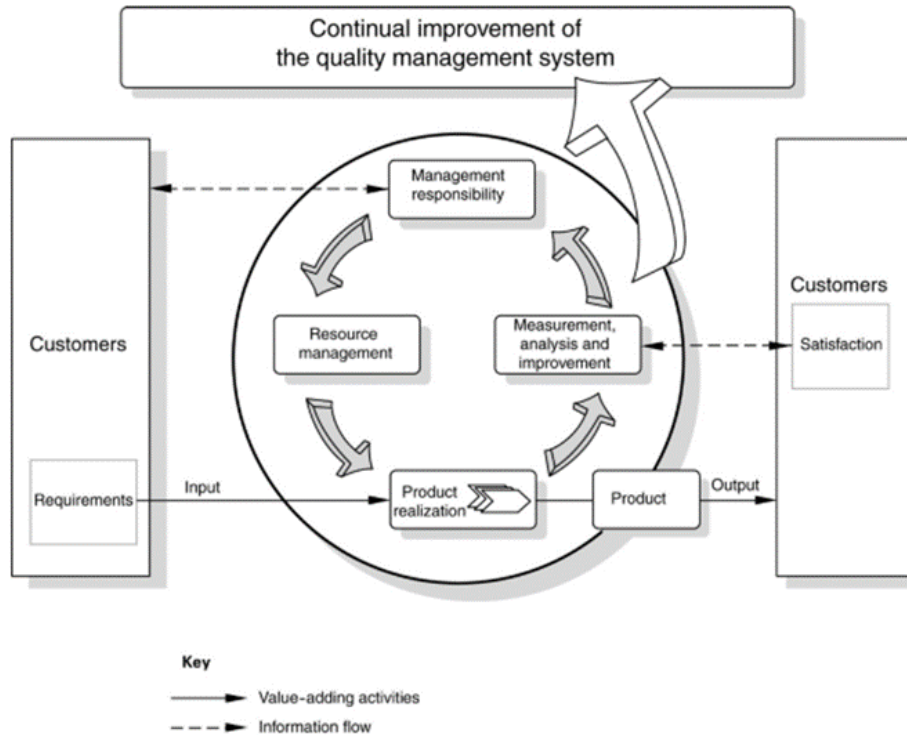 Continual improvement of
the quality management system
Management
responsibility
Customers
Resource
management
Measurement,
analysis and
improvement
Customers
Satisfaction
Requirements
Input
Product
realization
Product
Output
Key
Value-adding activities
Information flow